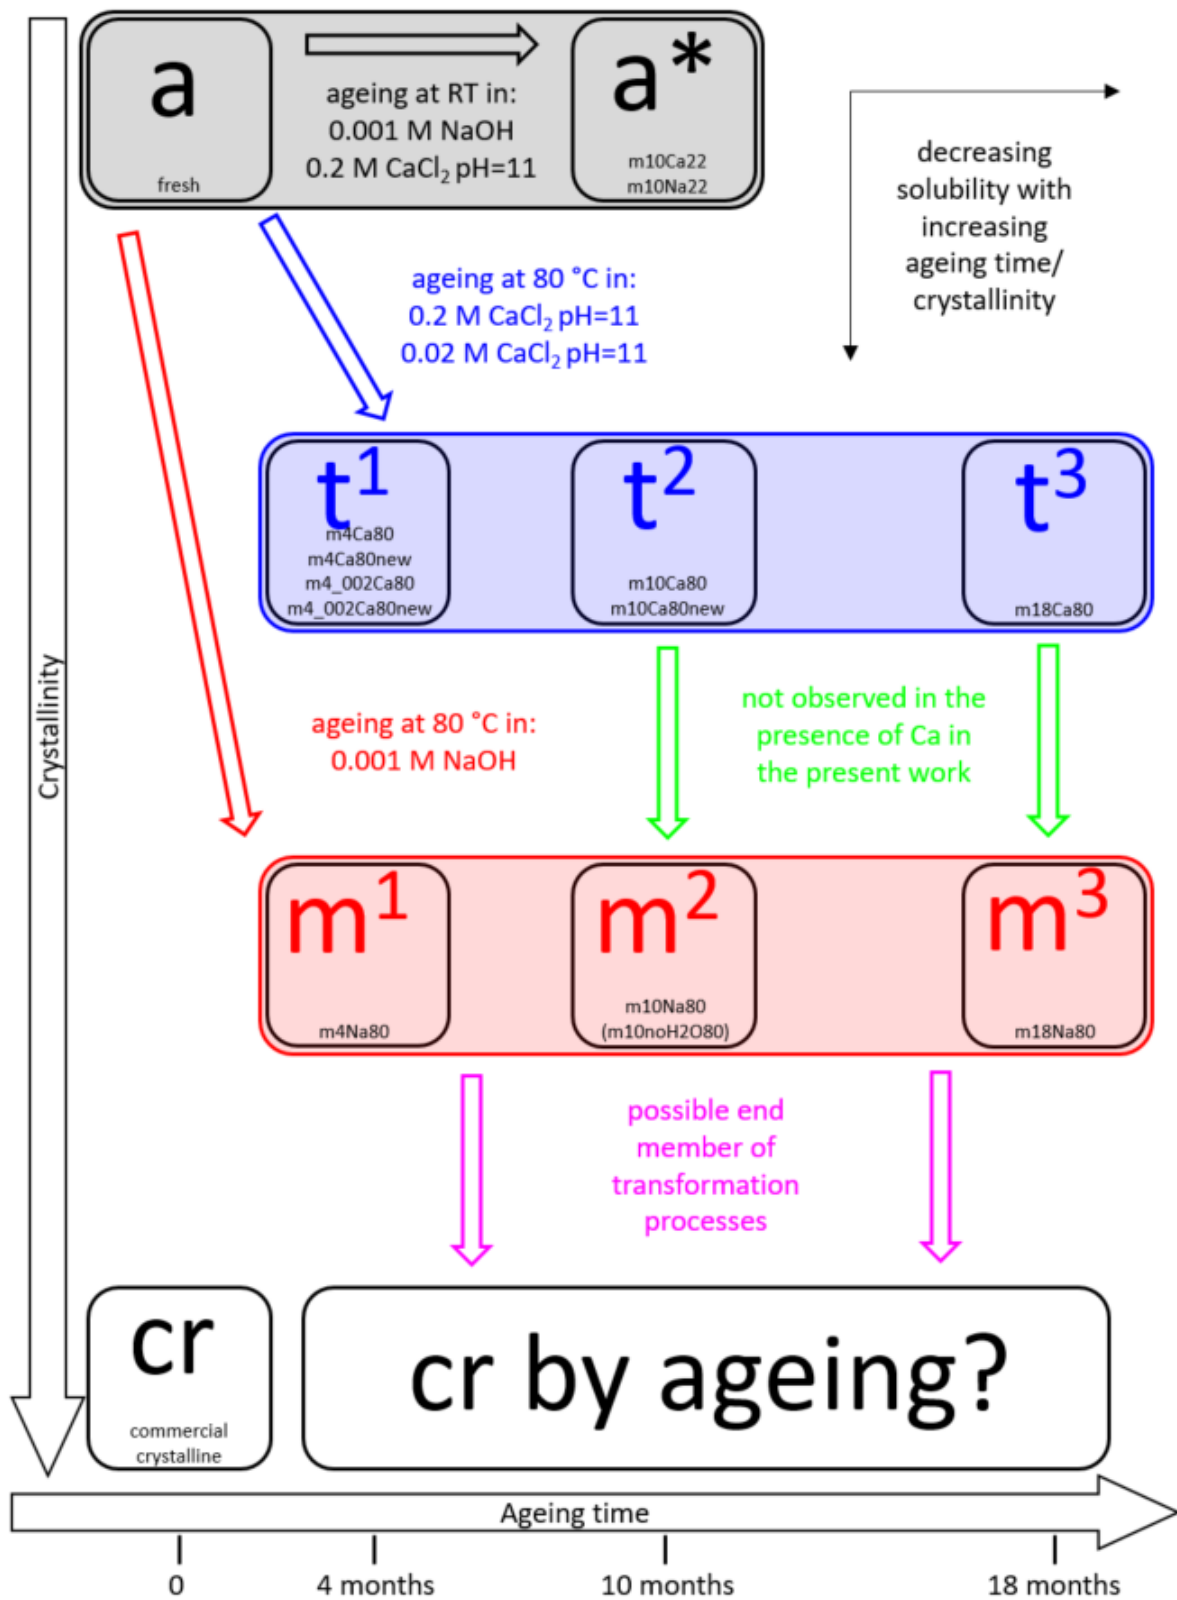 a
fresh
ageing at RT in:
0.001 M NaOH
0.2 M CaCl₂ pH=11
a*
m10Ca22
m10Na22
decreasing
solubility with
increasing
ageing time/
crystallinity
ageing at 80 °C in:
0.2 M CaCl₂ pH=11
0.02 M CaCl₂ pH=11
t¹
m4Ca80
m4Ca80new
m4_002Ca80
m4_002Ca80new
t²
m10Ca80
m10Ca80new
t³
m18Ca80
Crystallinity
ageing at 80 °C in:
0.001 M NaOH
not observed in the
presence of Ca in
the present work
m¹
m4Na80
m²
m10Na80
(m10noH2O80)
m³
m18Na80
possible end
member of
transformation
processes
cr
commercial
crystalline
cr by ageing?
Ageing time
0
4 months
10 months
18 months